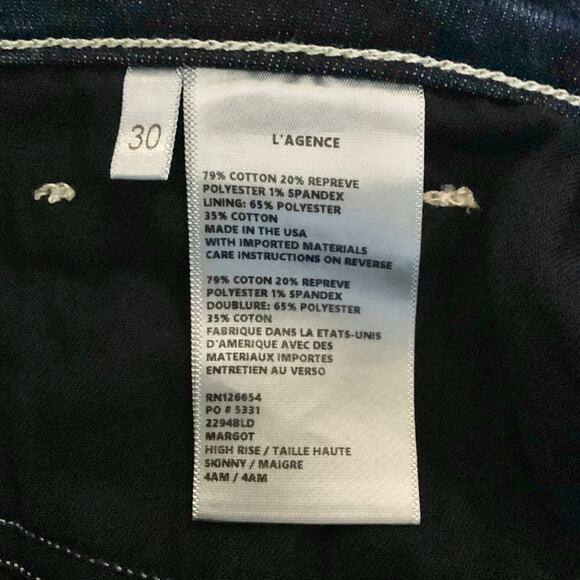 30
L'AGENCE
79% COTTON 20% REPREVE
POLYESTER 1% SPANDEX
LINING: 65% POLYESTER
35% COTTON
MADE IN THE USA
WITH IMPORTED MATERIALS
CARE INSTRUCTIONS ON REVERSE
79% COTON 20% REPREVE
POLYESTER 1% SPANDEX
DOUBLURE: 65% POLYESTER
35% COTON
FABRIQUE DANS LA ETATS-UNIS
D'AMERIQUE AVEC DES
MATERIAUX IMPORTES
ENTRETIEN AU VERSO
RN126654
PO # 5331
2294BLD
MARGOT
HIGH RISE / TAILLE HAUTE
SKINNY / MAIGRE
4AM / 4AM